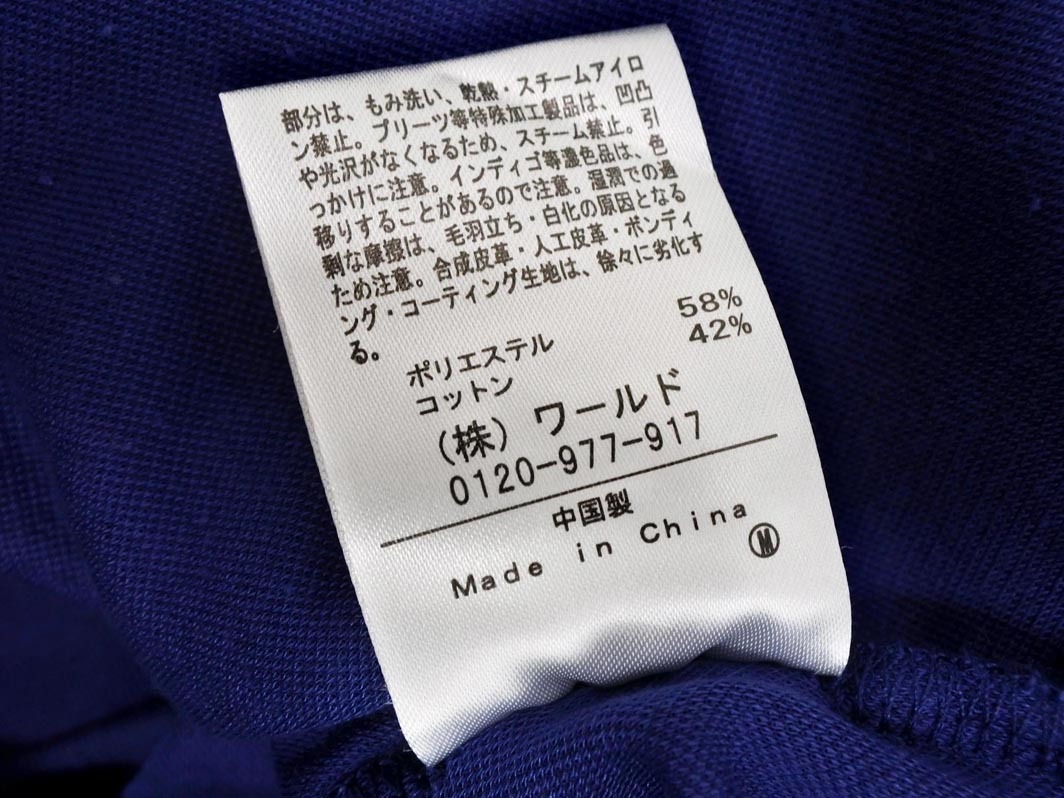 部分は、もみ洗い、乾熱・スチームアイロ
ン禁止。プリーツ等特殊加工製品は、凹凸
や光沢がなくなるため、スチーム禁止。引
っかけに注意。インディゴ等濃色品は、色
移りすることがあるので注意。湿潤での過
剰な摩擦は、毛羽立ち・白化の原因となる
ため注意。合成皮革・人工皮革・ボンディ
ング・コーティング生地は、徐々に劣化す
る。
ポリエステル 58%
コットン 42%
（株）ワールド
0120-977-917
中国製
Made in China
Ⓜ